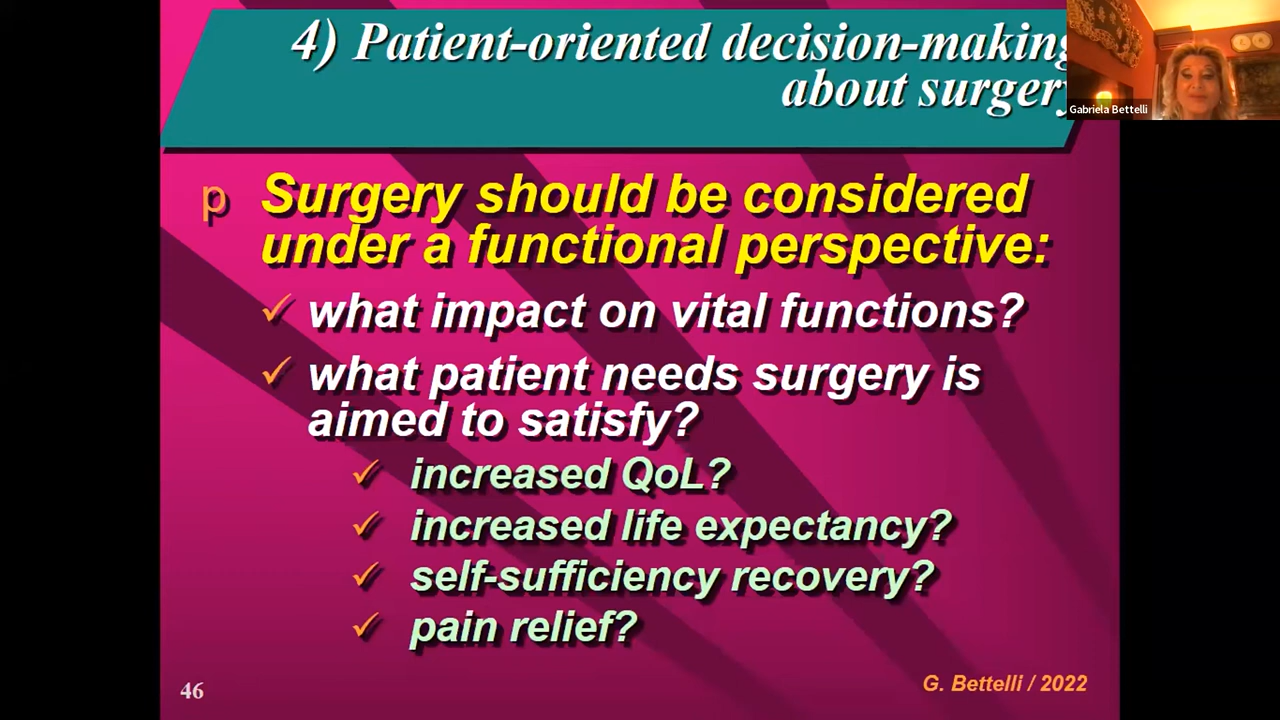 4) Patient-oriented decision-making
about surgery
Gabriela Bettelli
p Surgery should be considered
under a functional perspective:
✓ what impact on vital functions?
✓ what patient needs surgery is
aimed to satisfy?
✓ increased QoL?
✓ increased life expectancy?
✓ self-sufficiency recovery?
✓ pain relief?
46
G. Bettelli / 2022